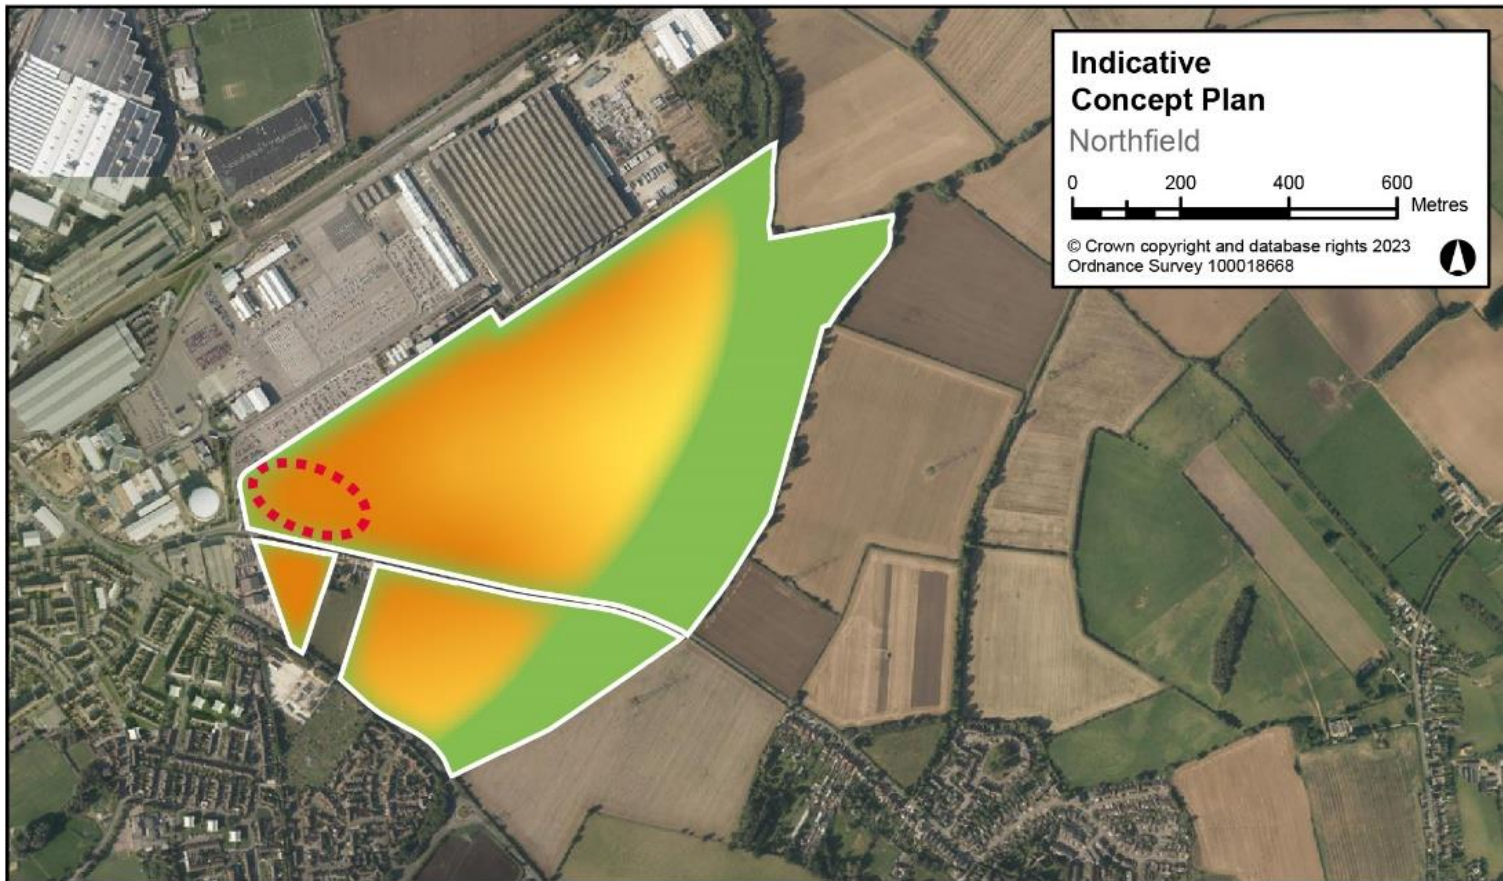 Indicative
Concept Plan
Northfield
0 200 400 600
Metres
© Crown copyright and database rights 2023
Ordnance Survey 100018668